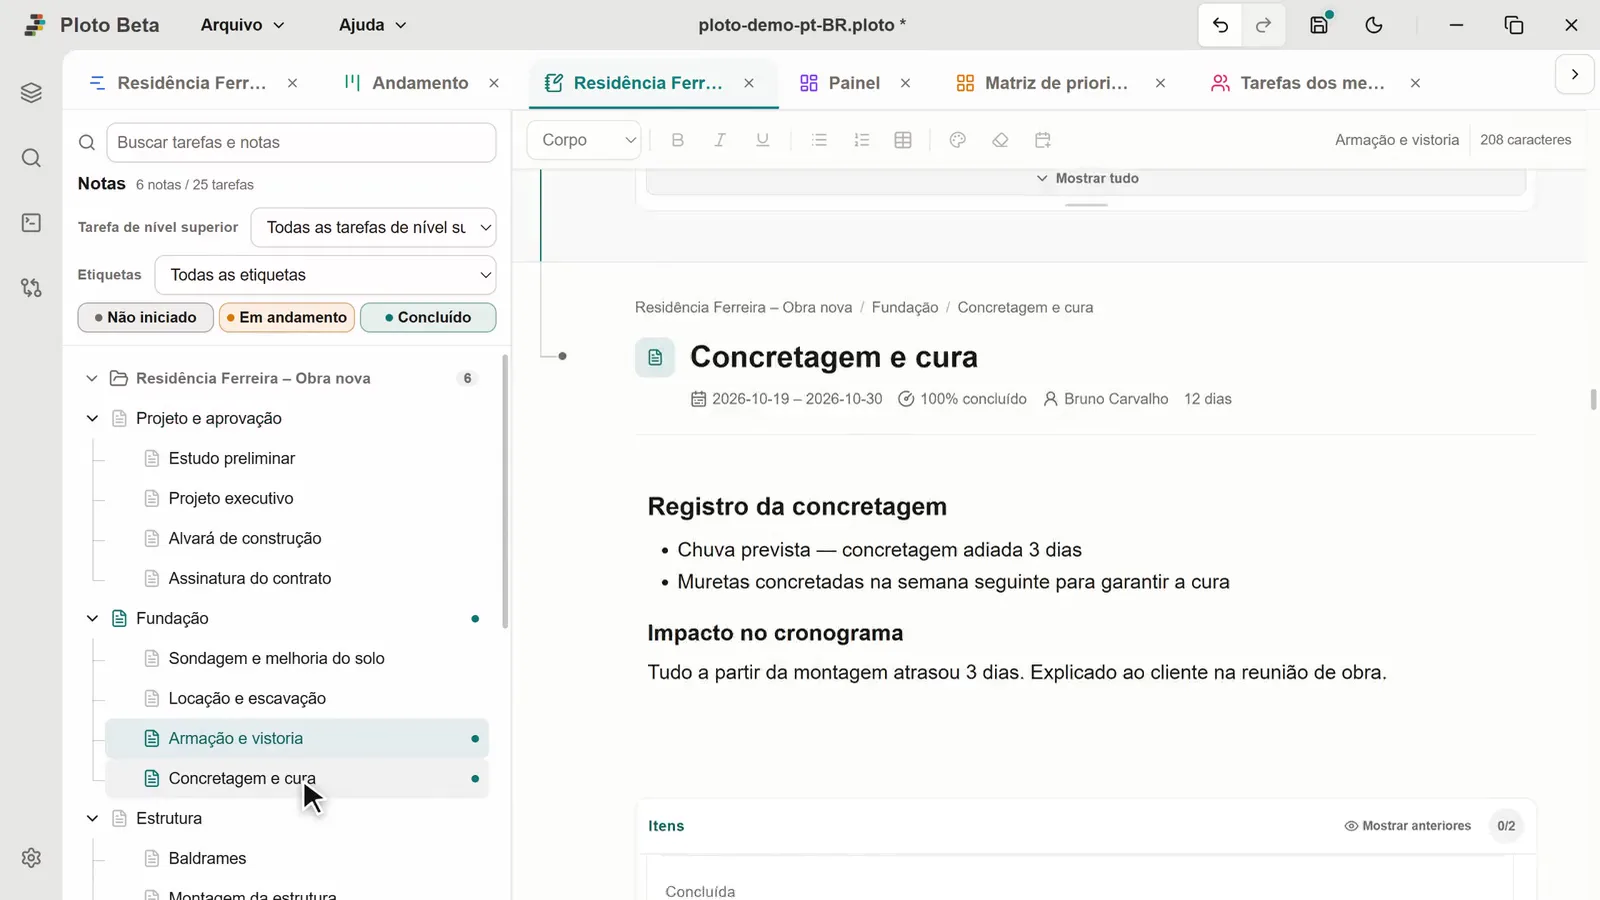 Ploto Beta
Arquivo
Ajuda
ploto-demo-pt-BR.ploto *
Residência Ferr...
Andamento
Residência Ferr...
Painel
Matriz de priori...
Tarefas dos me...
Buscar tarefas e notas
Notas 6 notas / 25 tarefas
Tarefa de nível superior Todas as tarefas de nível su
Etiquetas Todas as etiquetas
Não iniciado
Em andamento
Concluído
Residência Ferreira – Obra nova 6
Projeto e aprovação
Estudo preliminar
Projeto executivo
Alvará de construção
Assinatura do contrato
Fundação
Sondagem e melhoria do solo
Locação e escavação
Armação e vistoria
Concretagem e cura
Estrutura
Baldrames
Montagem da estrutura
Corpo
B I U
Armação e vistoria
208 caracteres
Mostrar tudo
Residência Ferreira – Obra nova / Fundação / Concretagem e cura
Concretagem e cura
2026-10-19 – 2026-10-30 100% concluído Bruno Carvalho 12 dias
Registro da concretagem
• Chuva prevista — concretagem adiada 3 dias
• Muretas concretadas na semana seguinte para garantir a cura
Impacto no cronograma
Tudo a partir da montagem atrasou 3 dias. Explicado ao cliente na reunião de obra.
Itens
Mostrar anteriores
0/2
Concluída